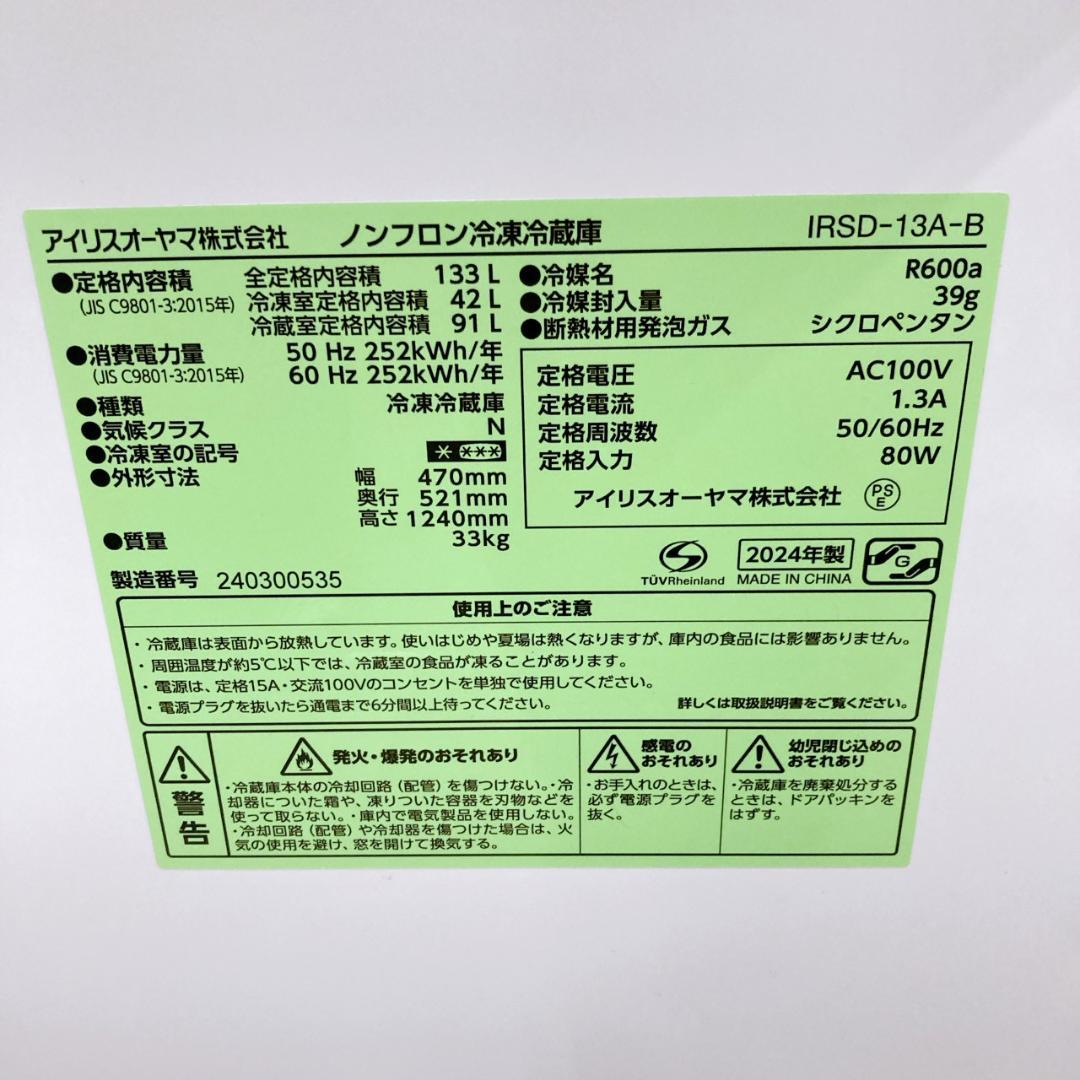 アイリスオーヤマ株式会社 ノンフロン冷凍冷蔵庫 IRSD-13A-B
●定格内容積 全定格内容積 133 L
(JIS C9801-3:2015年) 冷凍室定格内容積 42 L
冷蔵室定格内容積 91 L
●消費電力量 50 Hz 252kWh/年
(JIS C9801-3:2015年) 60 Hz 252kWh/年
●種類 冷凍冷蔵庫
●気候クラス N
●冷凍室の記号
●外形寸法 幅 470mm
奥行 521mm
高さ 1240mm
●質量 33kg
製造番号 240300535
●冷媒名 R600a
●冷媒封入量 39g
●断熱材用発泡ガス シクロペンタン
定格電圧 AC100V
定格電流 1.3A
定格周波数 50/60Hz
定格入力 80W
アイリスオーヤマ株式会社 PS E
TÜVRheinland
2024年製
MADE IN CHINA
G
使用上のご注意
・冷蔵庫は表面から放熱しています。使いはじめや夏場は熱くなりますが、庫内の食品には影響ありません。
・周囲温度が約5℃以下では、冷蔵室の食品が凍ることがあります。
・電源は、定格15A・交流100Vのコンセントを単独で使用してください。
・電源プラグを抜いたら通電まで6分間以上待ってください。 詳しくは取扱説明書をご覧ください。
警告
発火・爆発のおそれあり
・冷蔵庫本体の冷却回路（配管）を傷つけない。・冷
却器についた霜や、凍りついた容器を刃物などを
使って取らない。・庫内で電気製品を使用しない。
・冷却回路（配管）や冷却器を傷つけた場合は、火
気の使用を避け、窓を開けて換気する。
感電の
おそれあり
・お手入れのときは、
必ず電源プラグを
抜く。
幼児閉じ込めの
おそれあり
・冷蔵庫を廃棄処分する
ときは、ドアパッキンを
はずす。